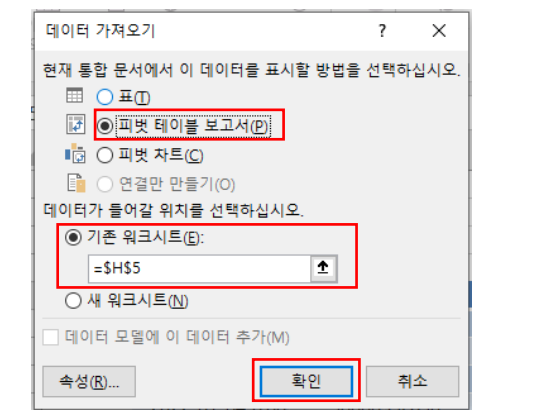 데이터 가져오기
현재 통합 문서에서 이 데이터를 표시할 방법을 선택하십시오.
표(T)
피벗 테이블 보고서(P)
피벗 차트(C)
연결만 만들기(O)
데이터가 들어갈 위치를 선택하십시오.
기존 워크시트(E):
=$H$5
새 워크시트(N)
데이터 모델에 이 데이터 추가(M)
속성(R)... 확인 취소